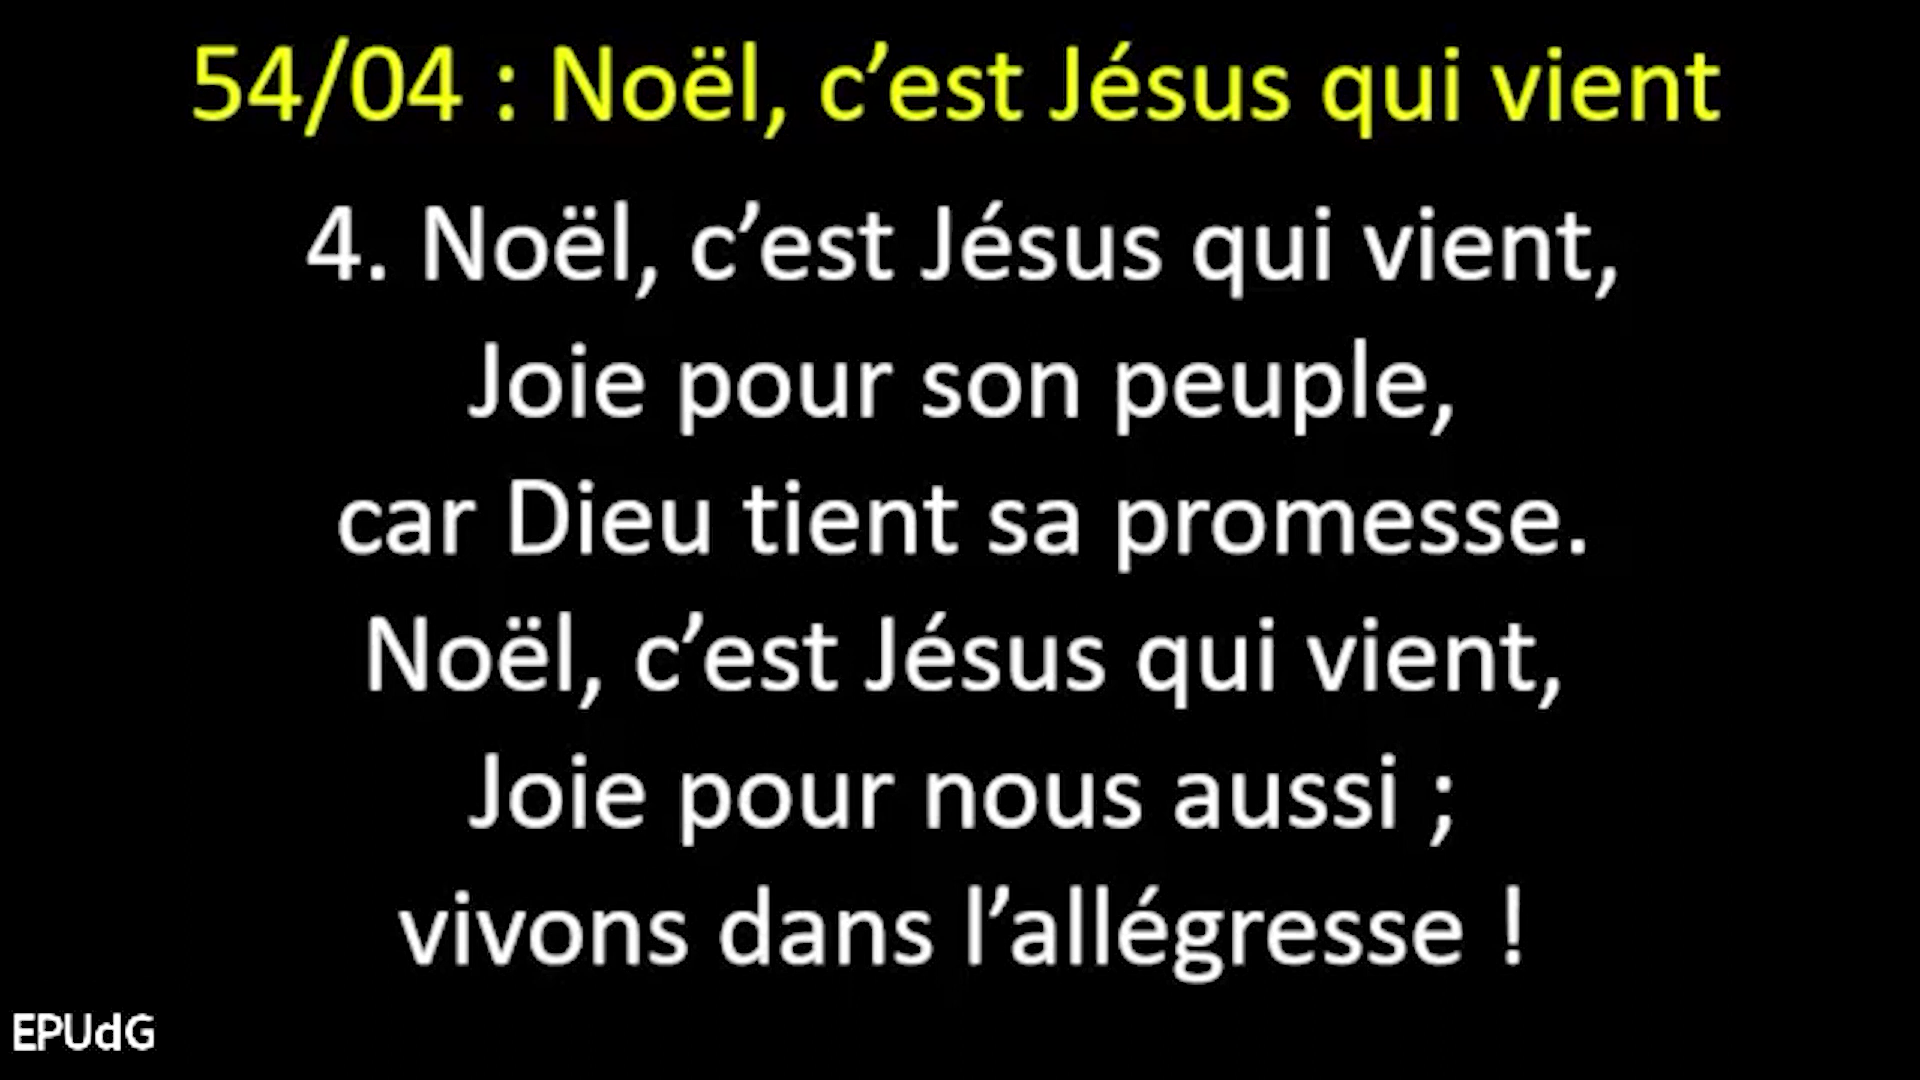 54/04 : Noël, c’est Jésus qui vient
4. Noël, c’est Jésus qui vient,
Joie pour son peuple,
car Dieu tient sa promesse.
Noël, c’est Jésus qui vient,
Joie pour nous aussi ;
vivons dans l’allégresse !
EPUdG